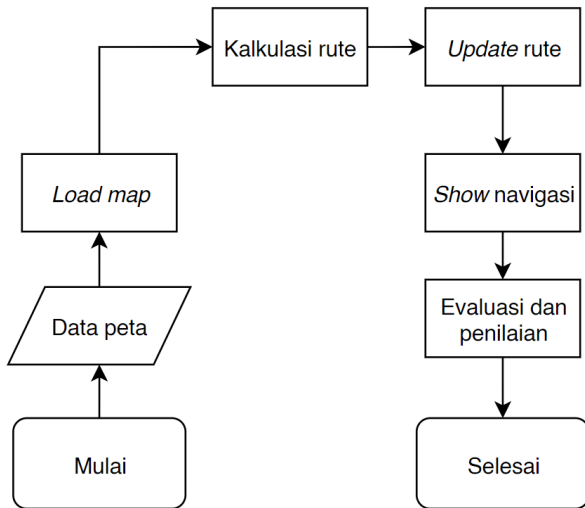 Kalkulasi rute
Update rute
Load map
Show navigasi
Data peta
Evaluasi dan
penilaian
Mulai
Selesai